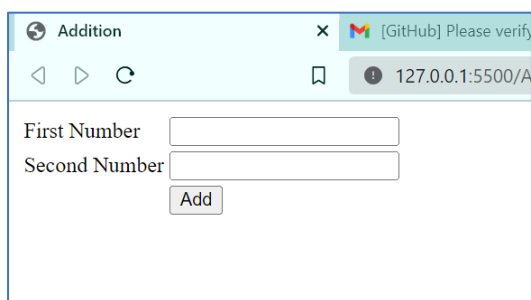 Addition
[GitHub] Please verify
127.0.0.1:5500/A
First Number
Second Number
Add